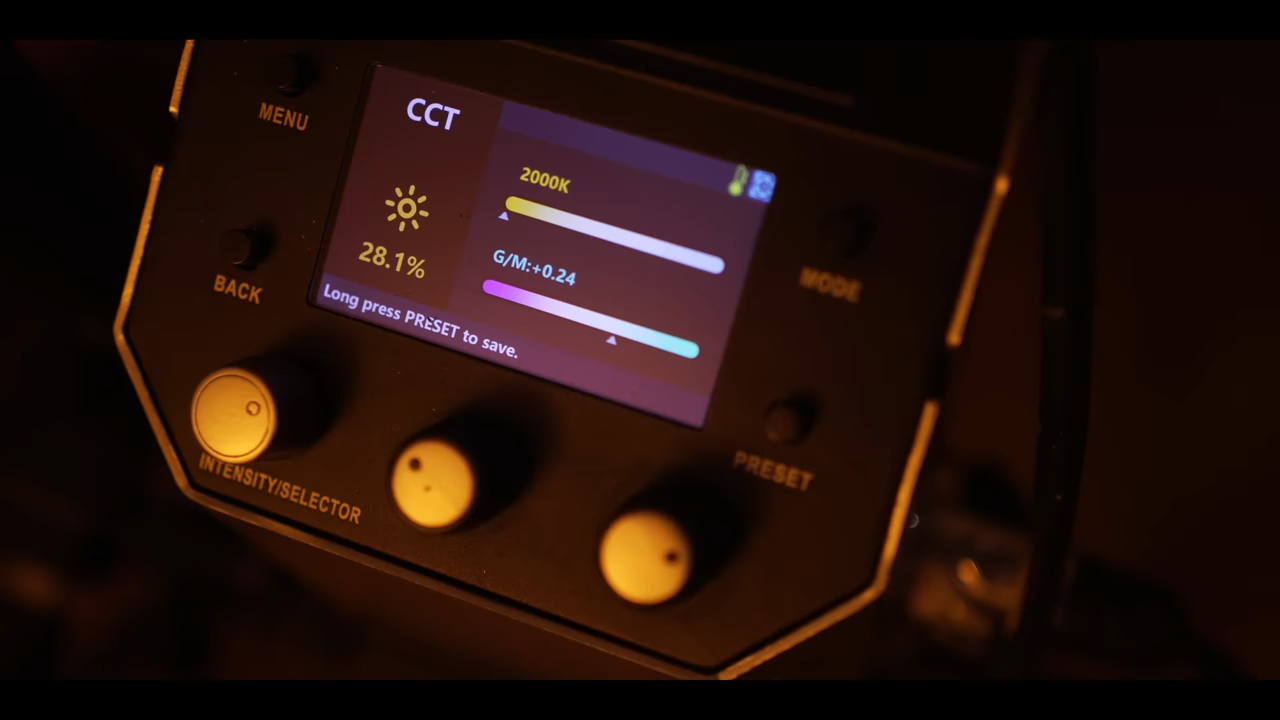 MENU
CCT
2000K
28.1%
G/M:+0.24
Long press PRESET to save.
BACK
MODE
INTENSITY/SELECTOR
PRESET